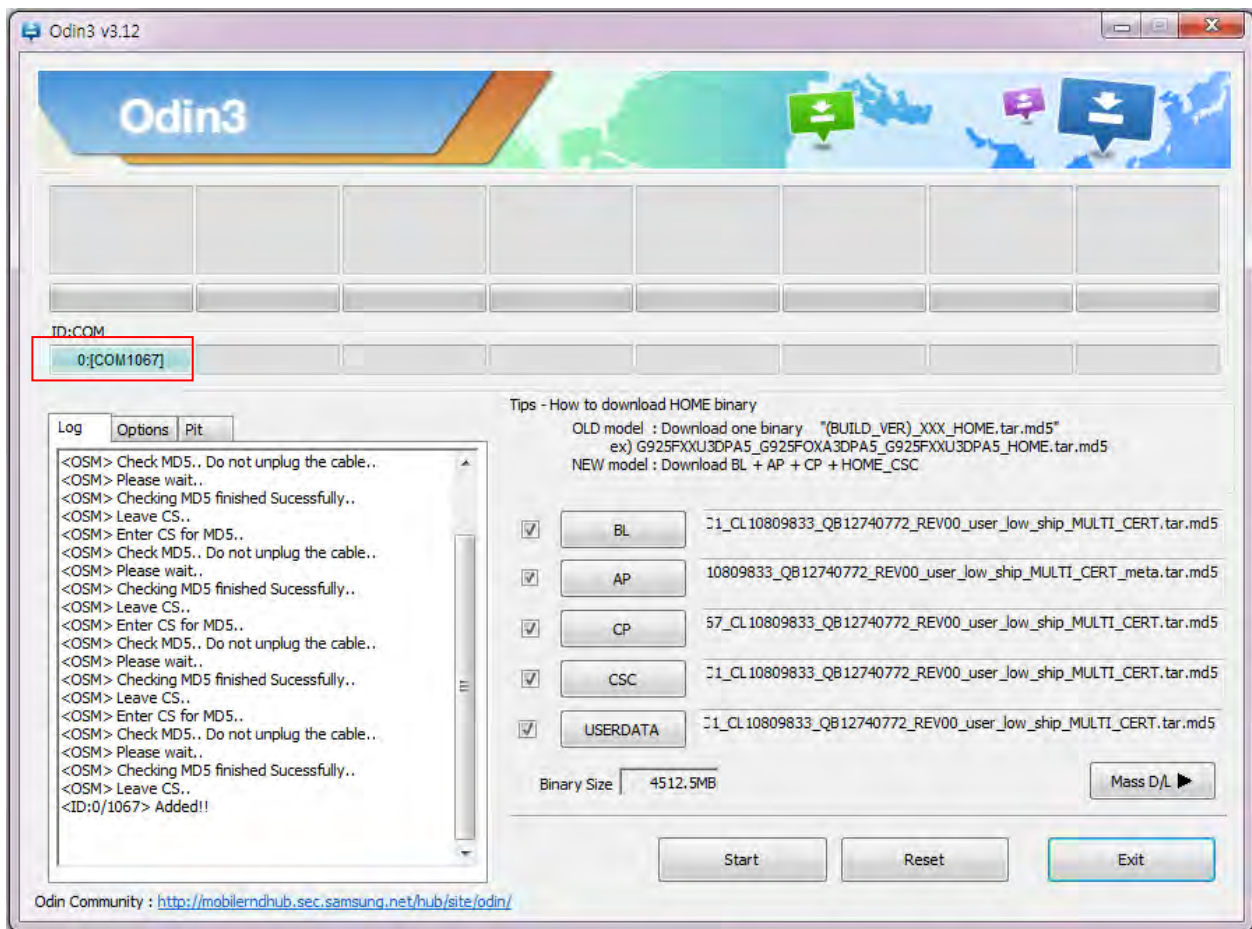 Odin3 v3.12
Odin3
ID:COM
0:[COM1067]
Log
Options
Pit
<OSM> Check MD5.. Do not unplug the cable..
<OSM> Please wait..
<OSM> Checking MD5 finished Sucessfully..
<OSM> Leave CS..
<OSM> Enter CS for MD5..
<OSM> Check MD5.. Do not unplug the cable..
<OSM> Please wait..
<OSM> Checking MD5 finished Sucessfully..
<OSM> Leave CS..
<OSM> Enter CS for MD5..
<OSM> Check MD5.. Do not unplug the cable..
<OSM> Please wait..
<OSM> Checking MD5 finished Sucessfully..
<OSM> Leave CS..
<OSM> Enter CS for MD5..
<OSM> Check MD5.. Do not unplug the cable..
<OSM> Please wait..
<OSM> Checking MD5 finished Sucessfully..
<OSM> Leave CS..
<ID:0/1067> Added!!
Tips - How to download HOME binary
OLD model : Download one binary "(BUILD_VER)_XXX_HOME.tar.md5"
ex) G925FXXU3DPA5_G925FOXA3DPA5_G925FXXU3DPA5_HOME.tar.md5
NEW model : Download BL + AP + CP + HOME_CSC
BL
C1_CL10809833_QB12740772_REV00_user_low_ship_MULTI_CERT.tar.md5
AP
10809833_QB12740772_REV00_user_low_ship_MULTI_CERT_meta.tar.md5
CP
57_CL10809833_QB12740772_REV00_user_low_ship_MULTI_CERT.tar.md5
CSC
C1_CL10809833_QB12740772_REV00_user_low_ship_MULTI_CERT.tar.md5
USERDATA
C1_CL10809833_QB12740772_REV00_user_low_ship_MULTI_CERT.tar.md5
Binary Size 4512.5MB
Mass D/L
Start
Reset
Exit
Odin Community : http://mobilerndhub.sec.samsung.net/hub/site/odin/